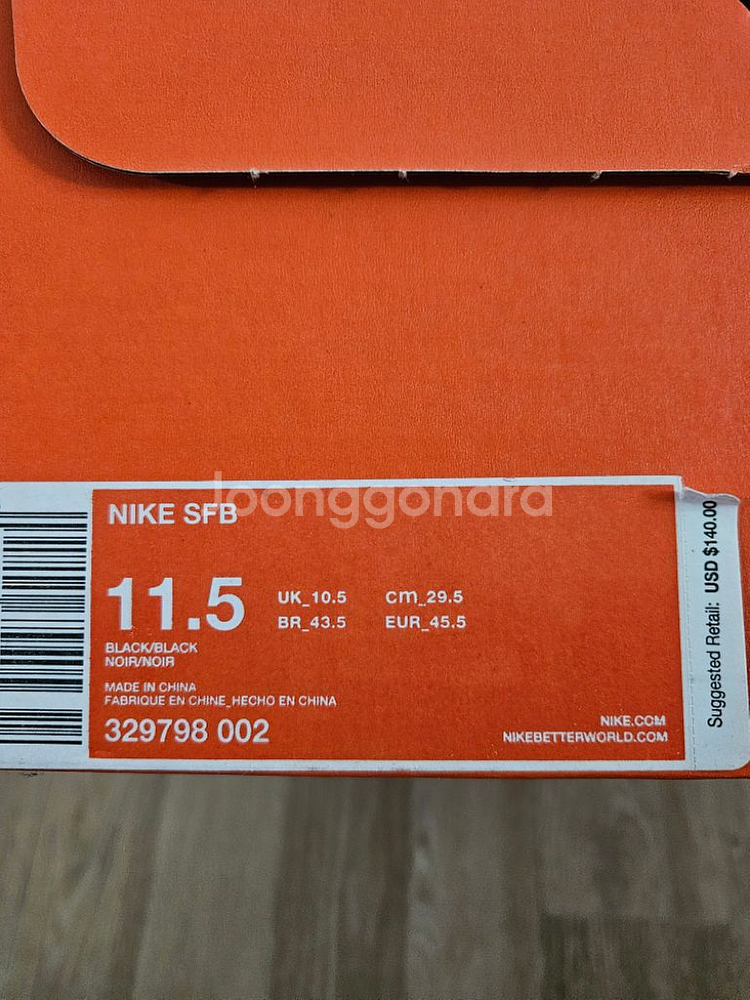 loonggondra
NIKE SFB
11.5
UK_10.5 cm_29.5
BR_43.5 EUR_45.5
BLACK/BLACK
NOIR/NOIR
MADE IN CHINA
FABRIQUE EN CHINE_HECHO EN CHINA
329798 002
NIKE.COM
NIKEBETTERWORLD.COM
Suggested Retail: USD $140.00